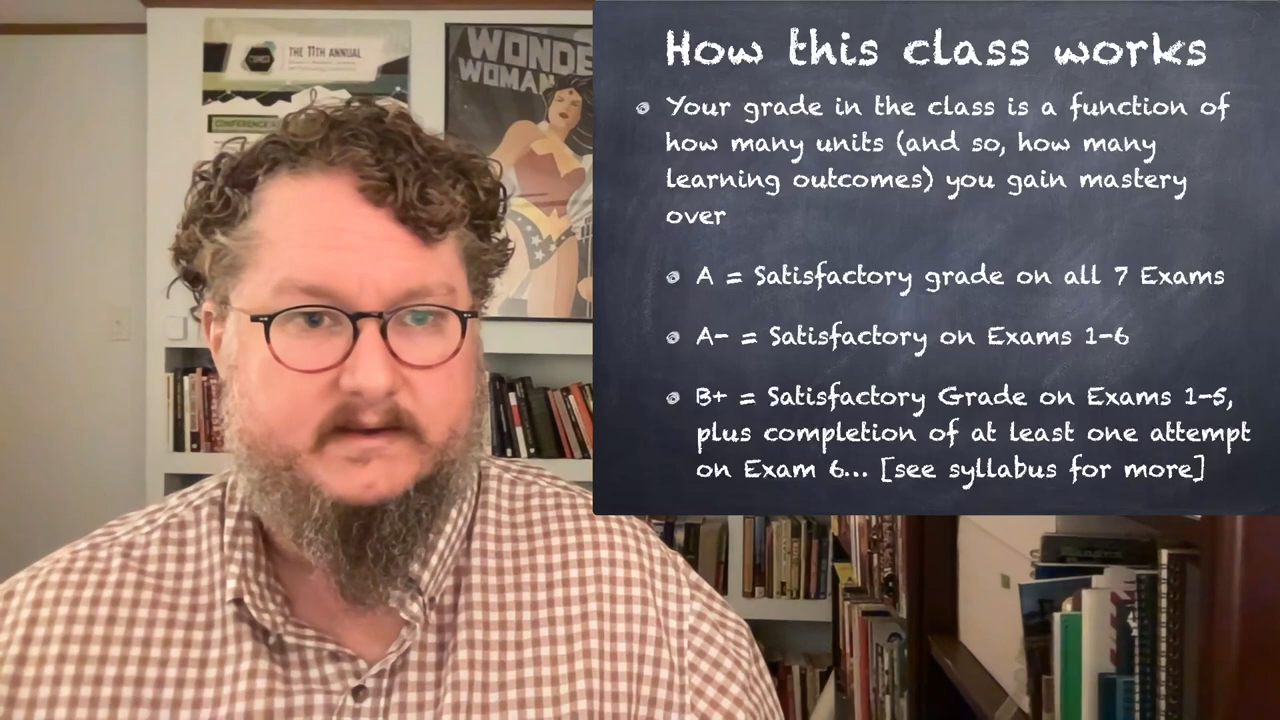 THE 11TH ANNUAL
CONFERENCE
WONDE
WOMAN
How this class works
Your grade in the class is a function of
how many units (and so, how many
learning outcomes) you gain mastery
over
A = Satisfactory grade on all 7 Exams
A- = Satisfactory on Exams 1-6
B+ = Satisfactory Grade on Exams 1-5,
plus completion of at least one attempt
on Exam 6... [see syllabus for more]